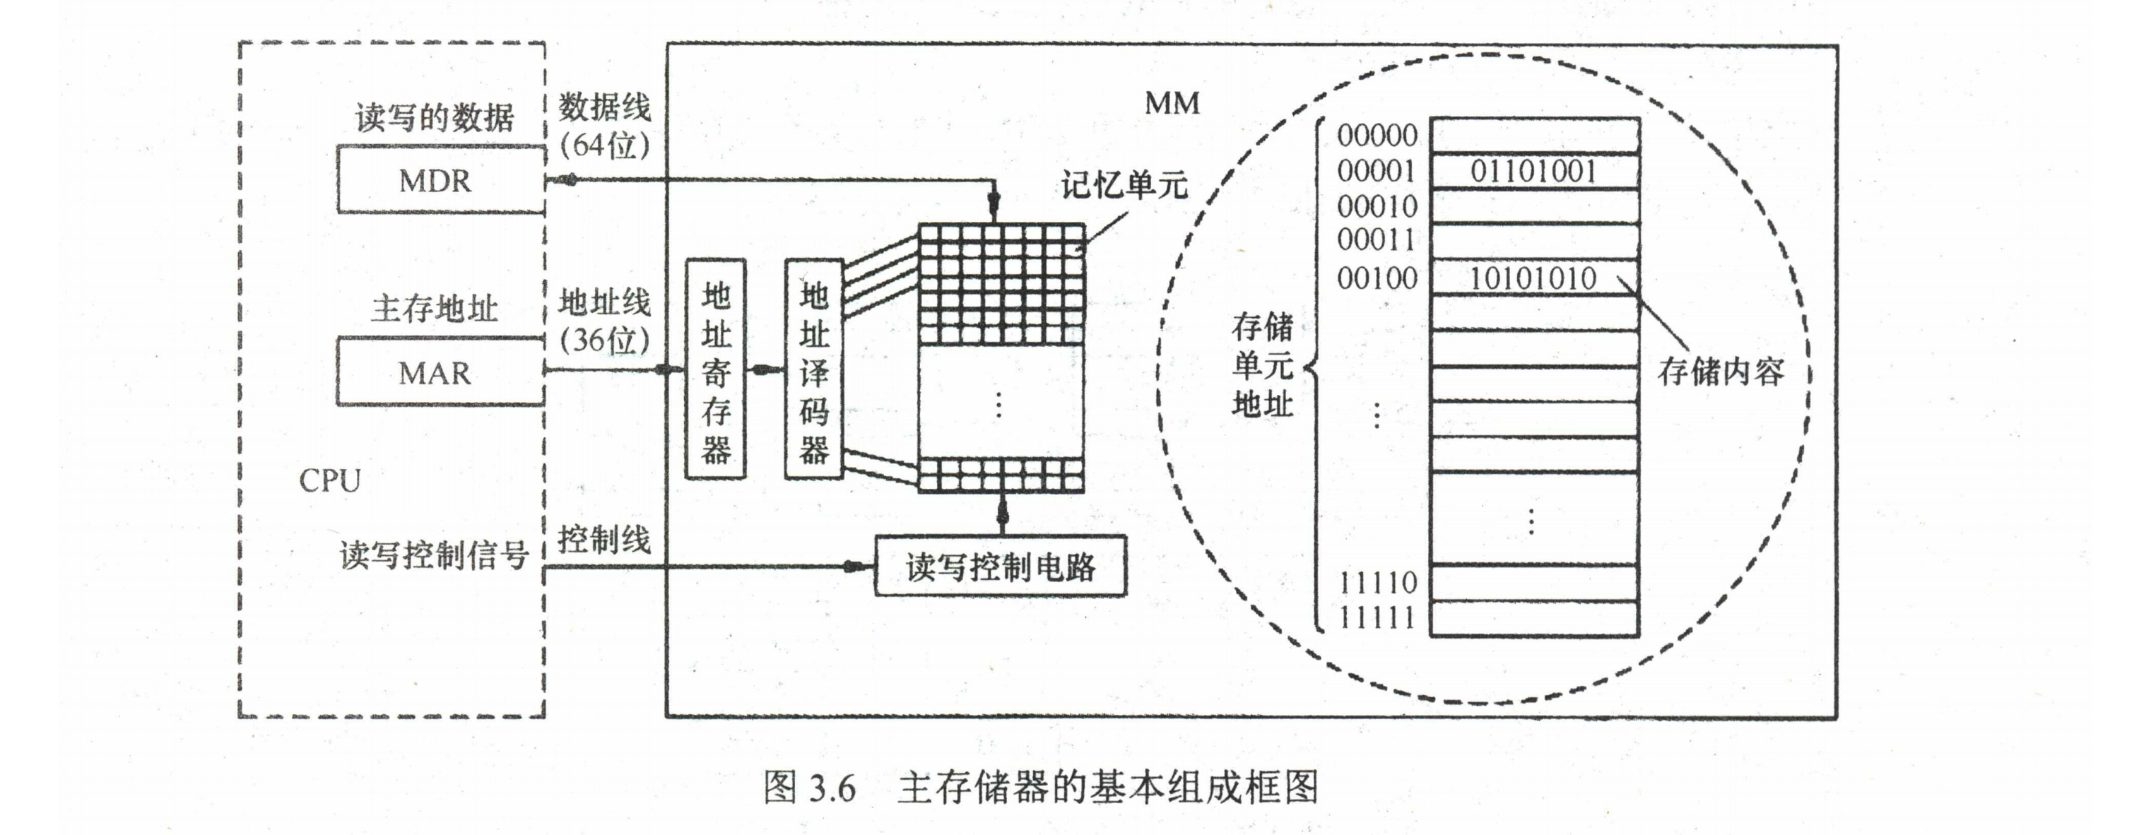 读写的数据
MDR
数据线
(64位)
主存地址
MAR
地址线
(36位)
CPU
读写控制信号
控制线
地址寄存器
地址译码器
记忆单元
⋮
读写控制电路
MM
存储
单元
地址
00000
00001 01101001
00010
00011
00100 10101010
⋮
⋮
11110
11111
存储内容
图 3.6 主存储器的基本组成框图